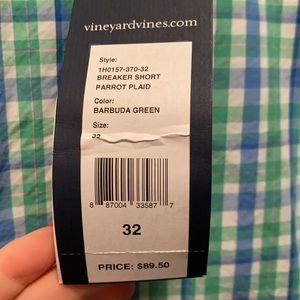 vineyardvines.com
Style:
1H0157-370-32
BREAKER SHORT
PARROT PLAID
Color:
BARBUDA GREEN
Size:
32
8 87004 33587 7
32
PRICE: $89.50